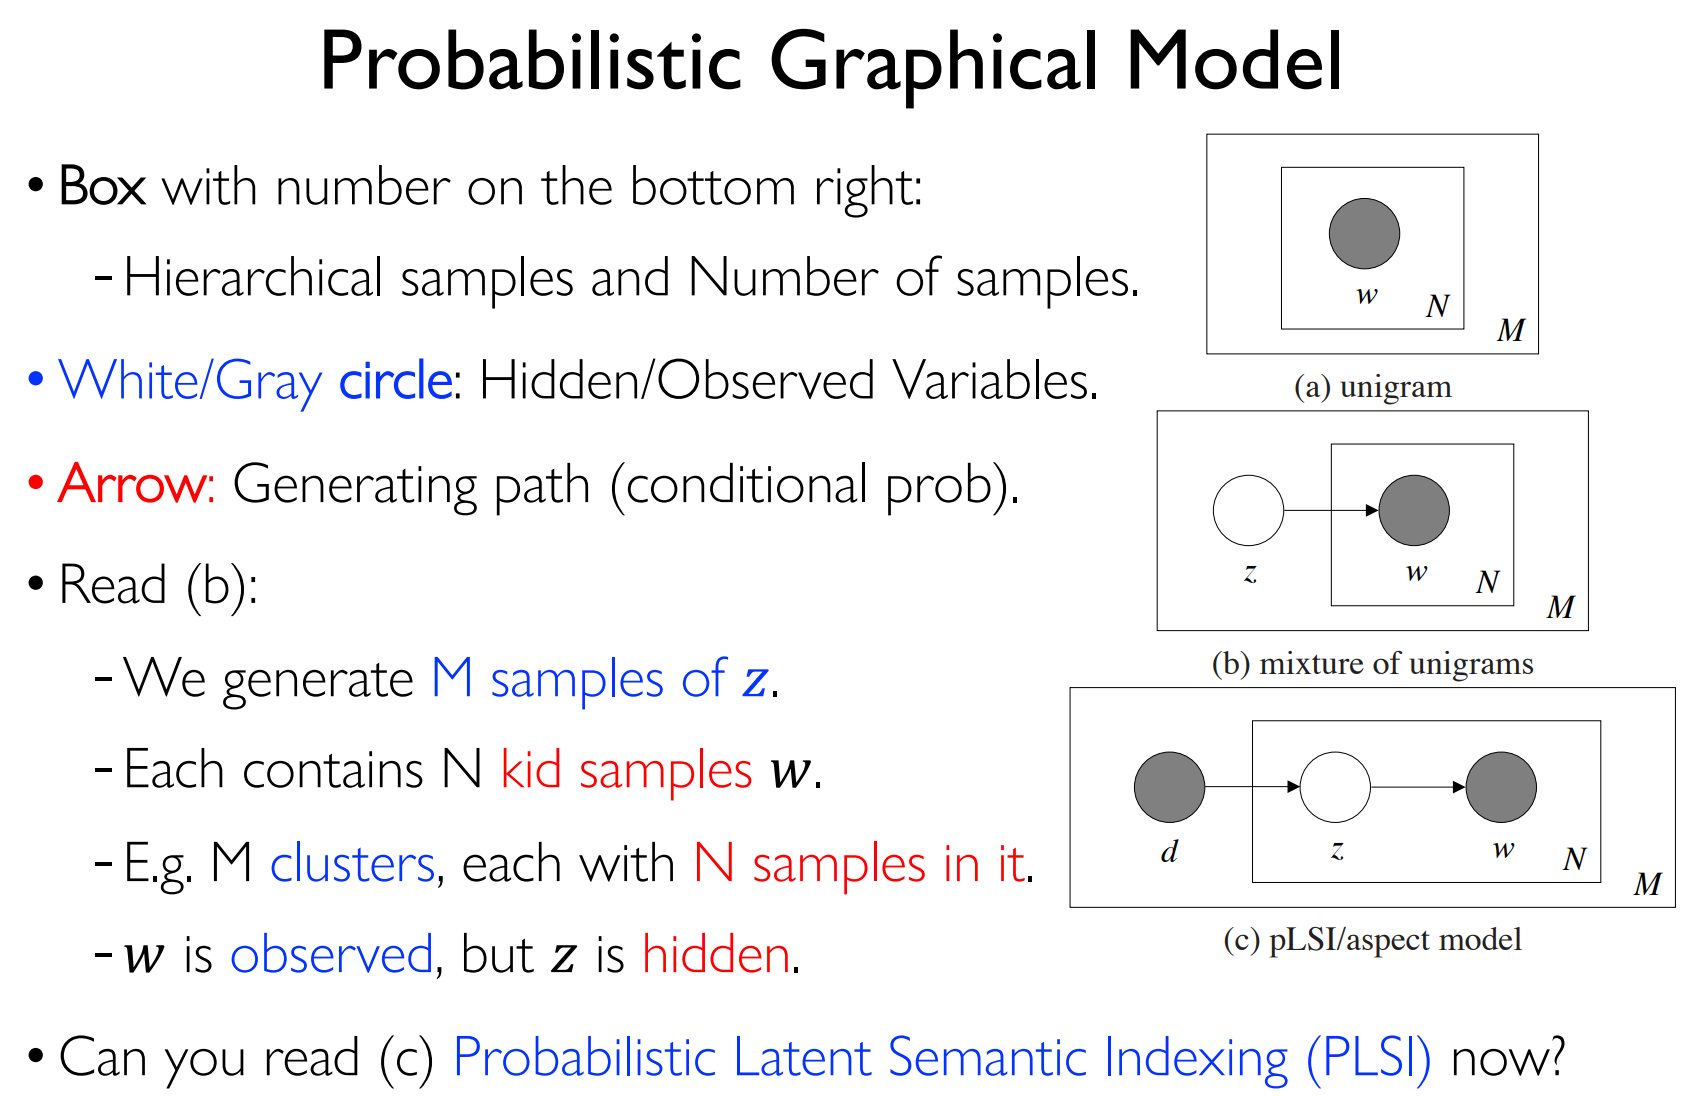 Probabilistic Graphical Model
• Box with number on the bottom right:
- Hierarchical samples and Number of samples.
• White/Gray circle: Hidden/Observed Variables.
• Arrow: Generating path (conditional prob).
• Read (b):
- We generate M samples of z.
- Each contains N kid samples w.
- E.g. M clusters, each with N samples in it.
- w is observed, but z is hidden.
• Can you read (c) Probabilistic Latent Semantic Indexing (PLSI) now?
w
N
M
(a) unigram
z
w
N
M
(b) mixture of unigrams
d
z
w
N
M
(c) pLSI/aspect model